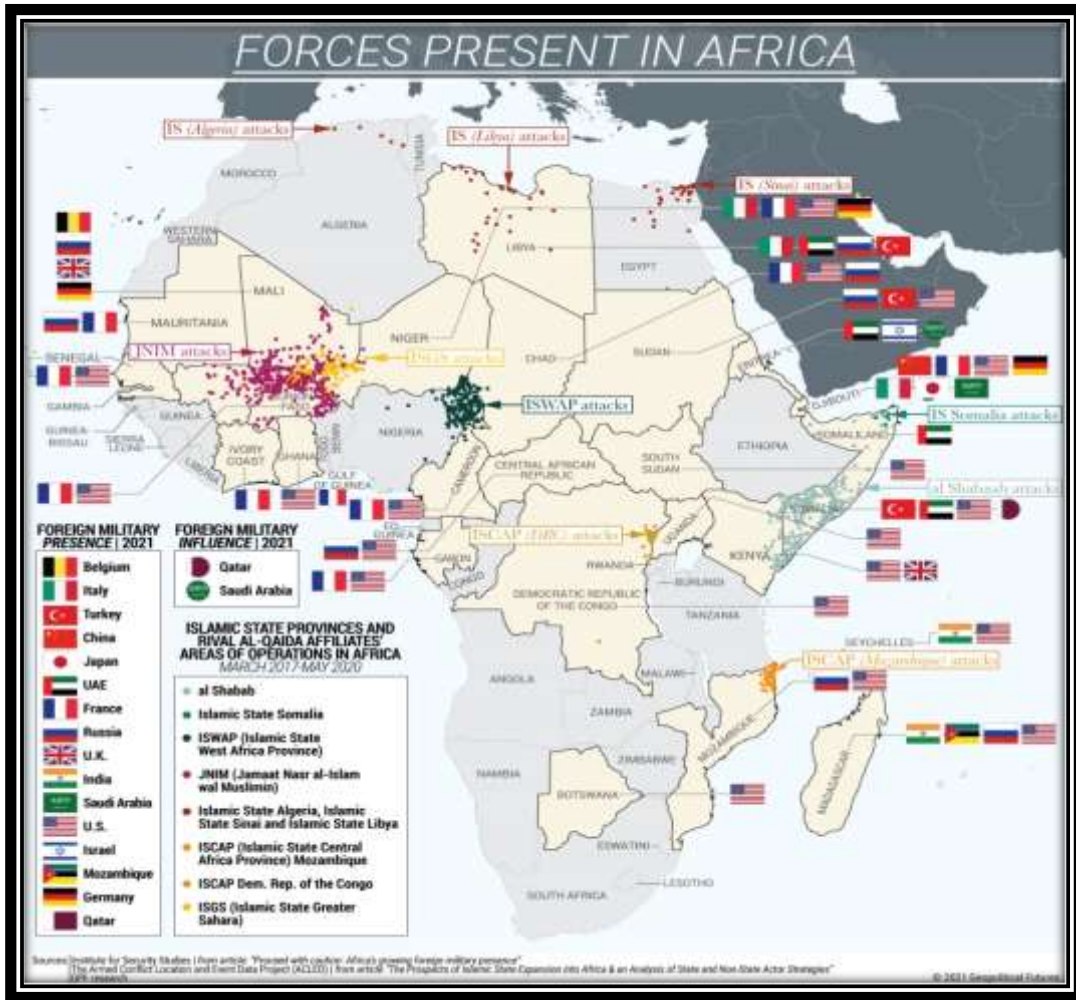 FORCES PRESENT IN AFRICA
IS (Algeria) attacks
IS (Libya) attacks
TUNISIA
MOROCCO
IS (Sinai) attacks
ALGERIA
WESTERN
SAHARA
LIBYA
EGYPT
MALI
MAURITANIA
NIGER
JNIM attacks
ISGS attacks
CHAD
SUDAN
ERITREA
SENEGAL
DJIBOUTI
GAMBIA
ISWAP attacks
IS Somalia attacks
GUINEA
FASO
NIGERIA
GUINEA
BISSAU
SIERRA
LEONE
BENIN
ETHIOPIA
SOMALILAND
IVORY
COAST
GHANA
TOGO
LIBERIA
CENTRAL AFRICAN
REPUBLIC
SOUTH
SUDAN
CAMEROON
GULF
OF GUINEA
al Shabaab attacks
EQ.
GUINEA
ISCAP (DRC) attacks
UGANDA
GABON
KENYA
CONGO
RWANDA
BURUNDI
DEMOCRATIC REPUBLIC
OF THE CONGO
TANZANIA
SEYCHELLES
ISCAP (Mozambique) attacks
ANGOLA
MALAWI
ZAMBIA
MOZAMBIQUE
ZIMBABWE
NAMIBIA
BOTSWANA
MADAGASCAR
ESWATINI
LESOTHO
SOUTH AFRICA
FOREIGN MILITARY
PRESENCE | 2021
Belgium
Italy
Turkey
China
Japan
UAE
France
Russia
U.K.
India
Saudi Arabia
U.S.
Israel
Mozambique
Germany
Qatar
FOREIGN MILITARY
INFLUENCE | 2021
Qatar
Saudi Arabia
ISLAMIC STATE PROVINCES AND
RIVAL AL-QAIDA AFFILIATES'
AREAS OF OPERATIONS IN AFRICA
MARCH 2017-MAY 2020
al Shabab
Islamic State Somalia
ISWAP (Islamic State
West Africa Province)
JNIM (Jamaat Nasr al-Islam
wal Muslimin)
Islamic State Algeria, Islamic
State Sinai and Islamic State Libya
ISCAP (Islamic State Central
Africa Province) Mozambique
ISCAP Dem. Rep. of the Congo
ISGS (Islamic State Greater
Sahara)
Sources: Institute for Security Studies | from article: "Proceed with caution: Africa's growing foreign military presence"
The Armed Conflict Location and Event Data Project (ACLED) | from article "The Prospects of Islamic State Expansion into Africa & an Analysis of State and Non-State Actor Strategies"
GPF research
© 2021 Geopolitical Futures